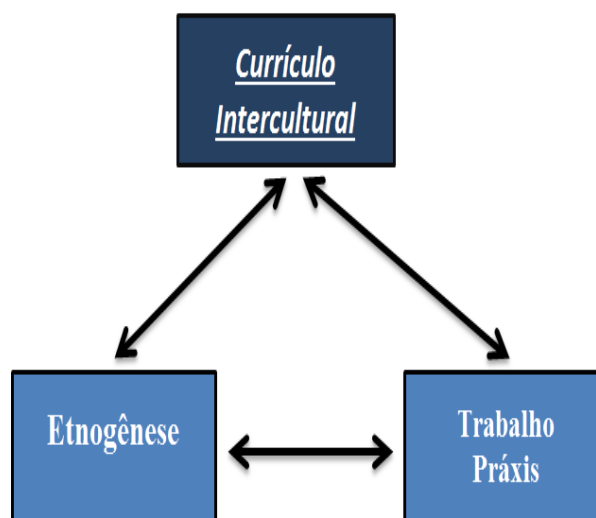 Currículo
Intercultural
Etnogênese
Trabalho
Práxis